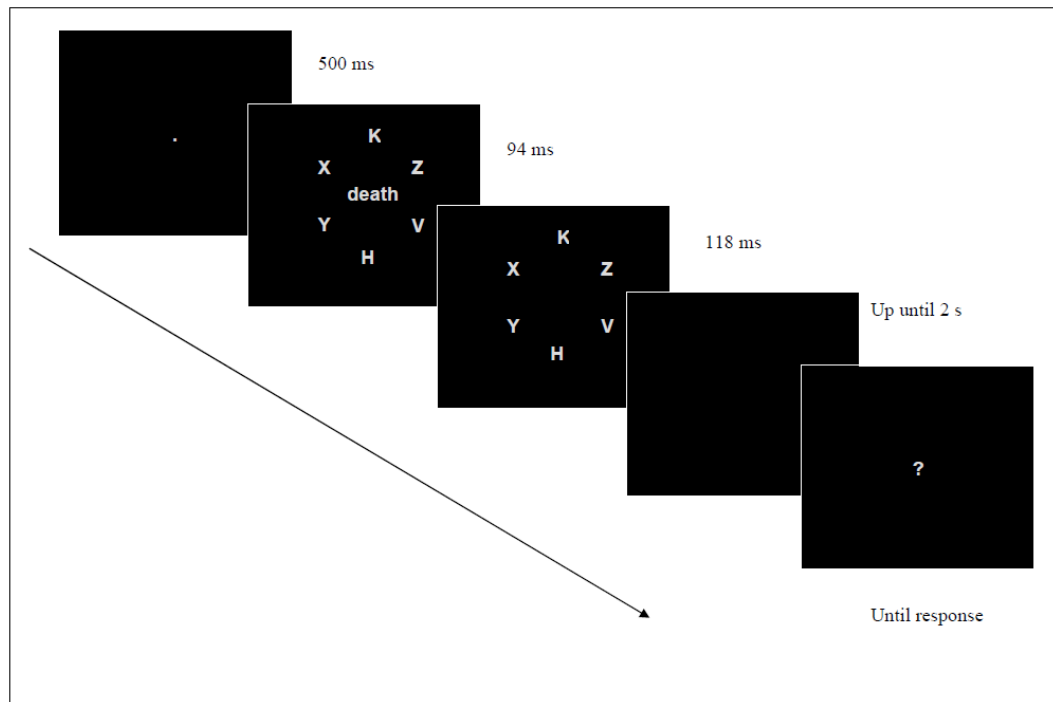 500 ms
K
X Z
death
Y V
H
94 ms
K
X Z
Y V
H
118 ms
Up until 2 s
?
Until response